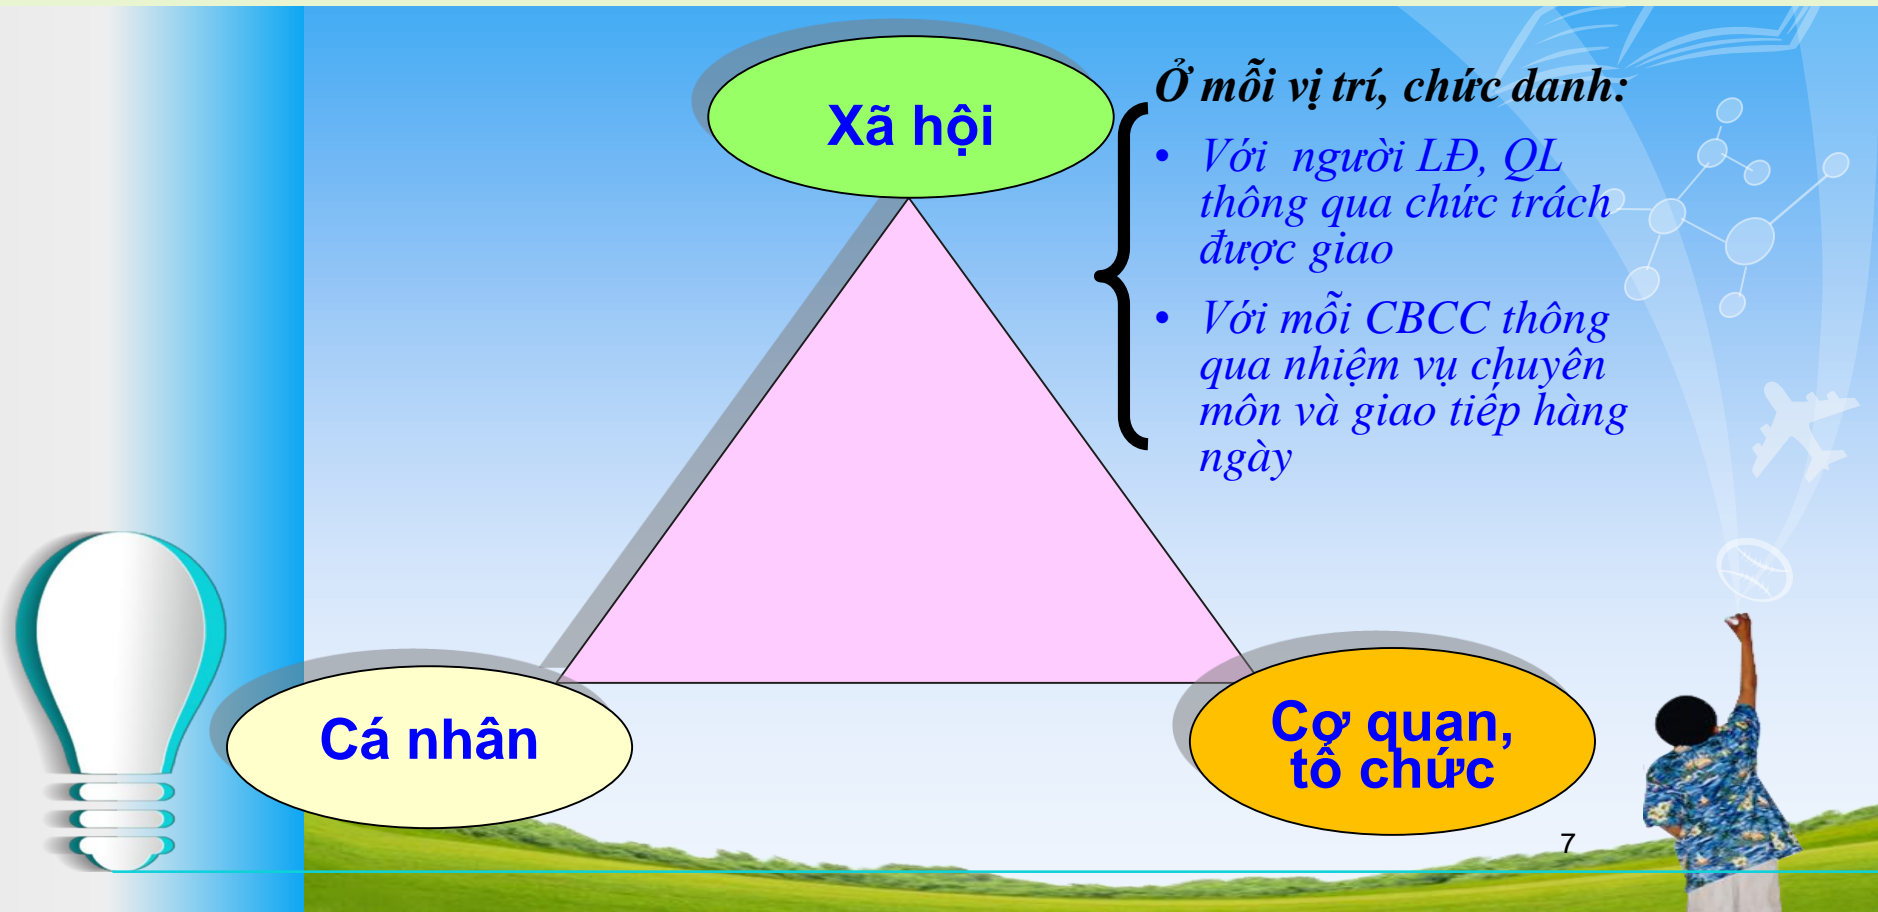 Xã hội
Ở mỗi vị trí, chức danh:
• Với người LĐ, QL
thông qua chức trách
được giao
• Với mỗi CBCC thông
qua nhiệm vụ chuyên
môn và giao tiếp hàng
ngày
Cá nhân
Cơ quan,
tổ chức
7